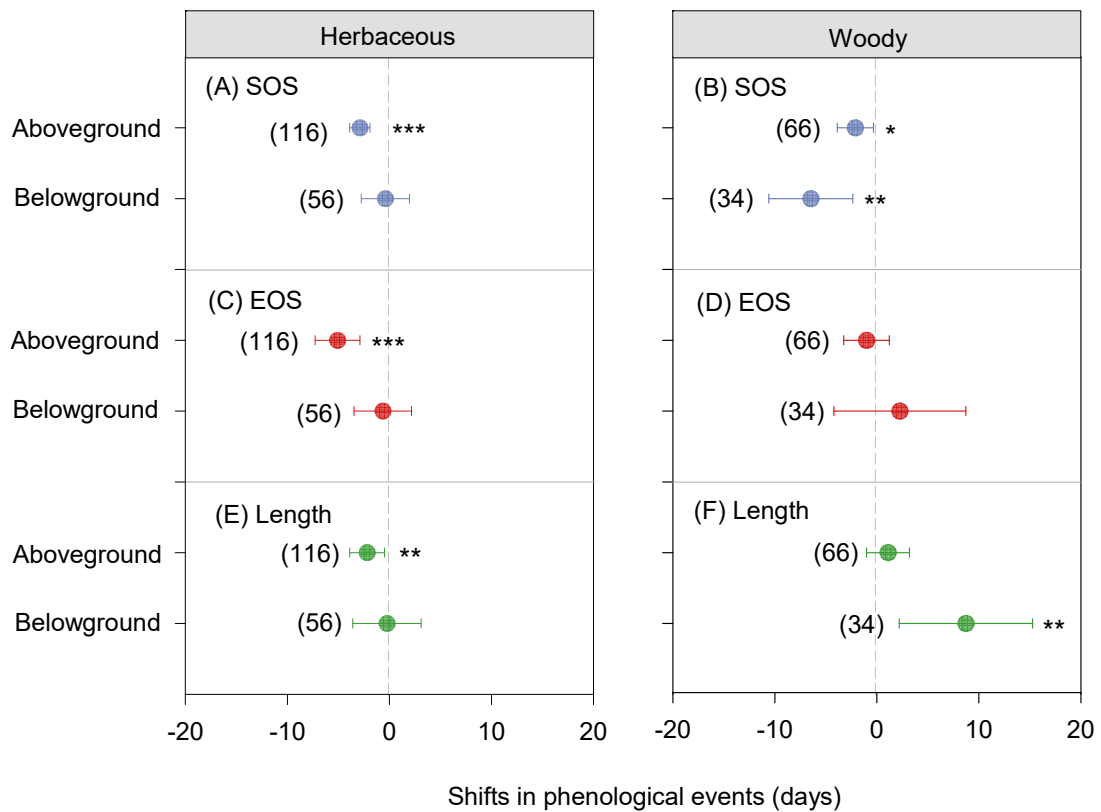 Herbaceous
Woody
(A) SOS
Aboveground
(116)
***
Belowground
(56)
(B) SOS
(66)
*
(34)
**
(C) EOS
Aboveground
(116)
***
Belowground
(56)
(D) EOS
(66)
(34)
(E) Length
Aboveground
(116)
**
Belowground
(56)
(F) Length
(66)
(34)
**
-20 -10 0 10 20
-20 -10 0 10 20
Shifts in phenological events (days)